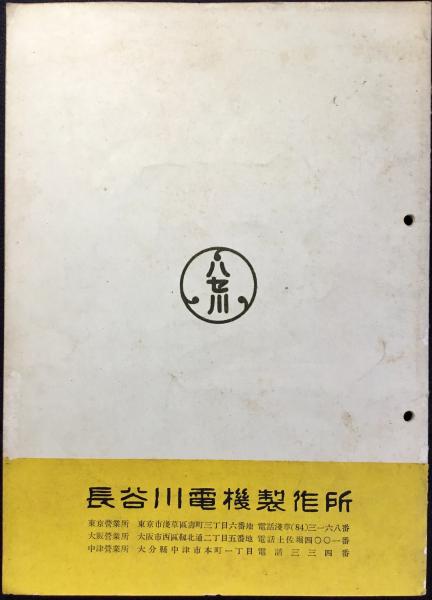 八
セ
川
長谷川電機製作所
東京營業所 東京市淺草區壽町三丁目六番地 電話淺草(84)三一六八番
大阪營業所 大阪市西區靱北通二丁目五番地 電話土佐堀四〇〇一番
中津營業所 大分縣中津市本町一丁目 電話三三四番